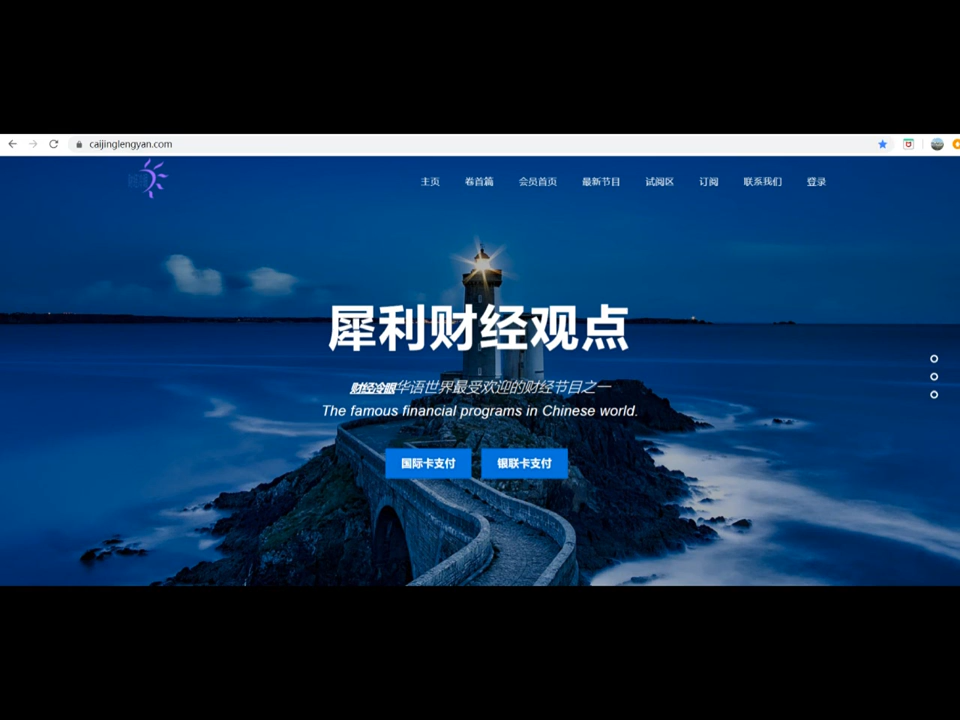 caijinglengyan.com
主页 卷首篇 会员首页 最新节目 试阅区 订阅 联系我们 登录
犀利财经观点
财经冷眼华语世界最受欢迎的财经节目之一
The famous financial programs in Chinese world.
国际卡支付 银联卡支付